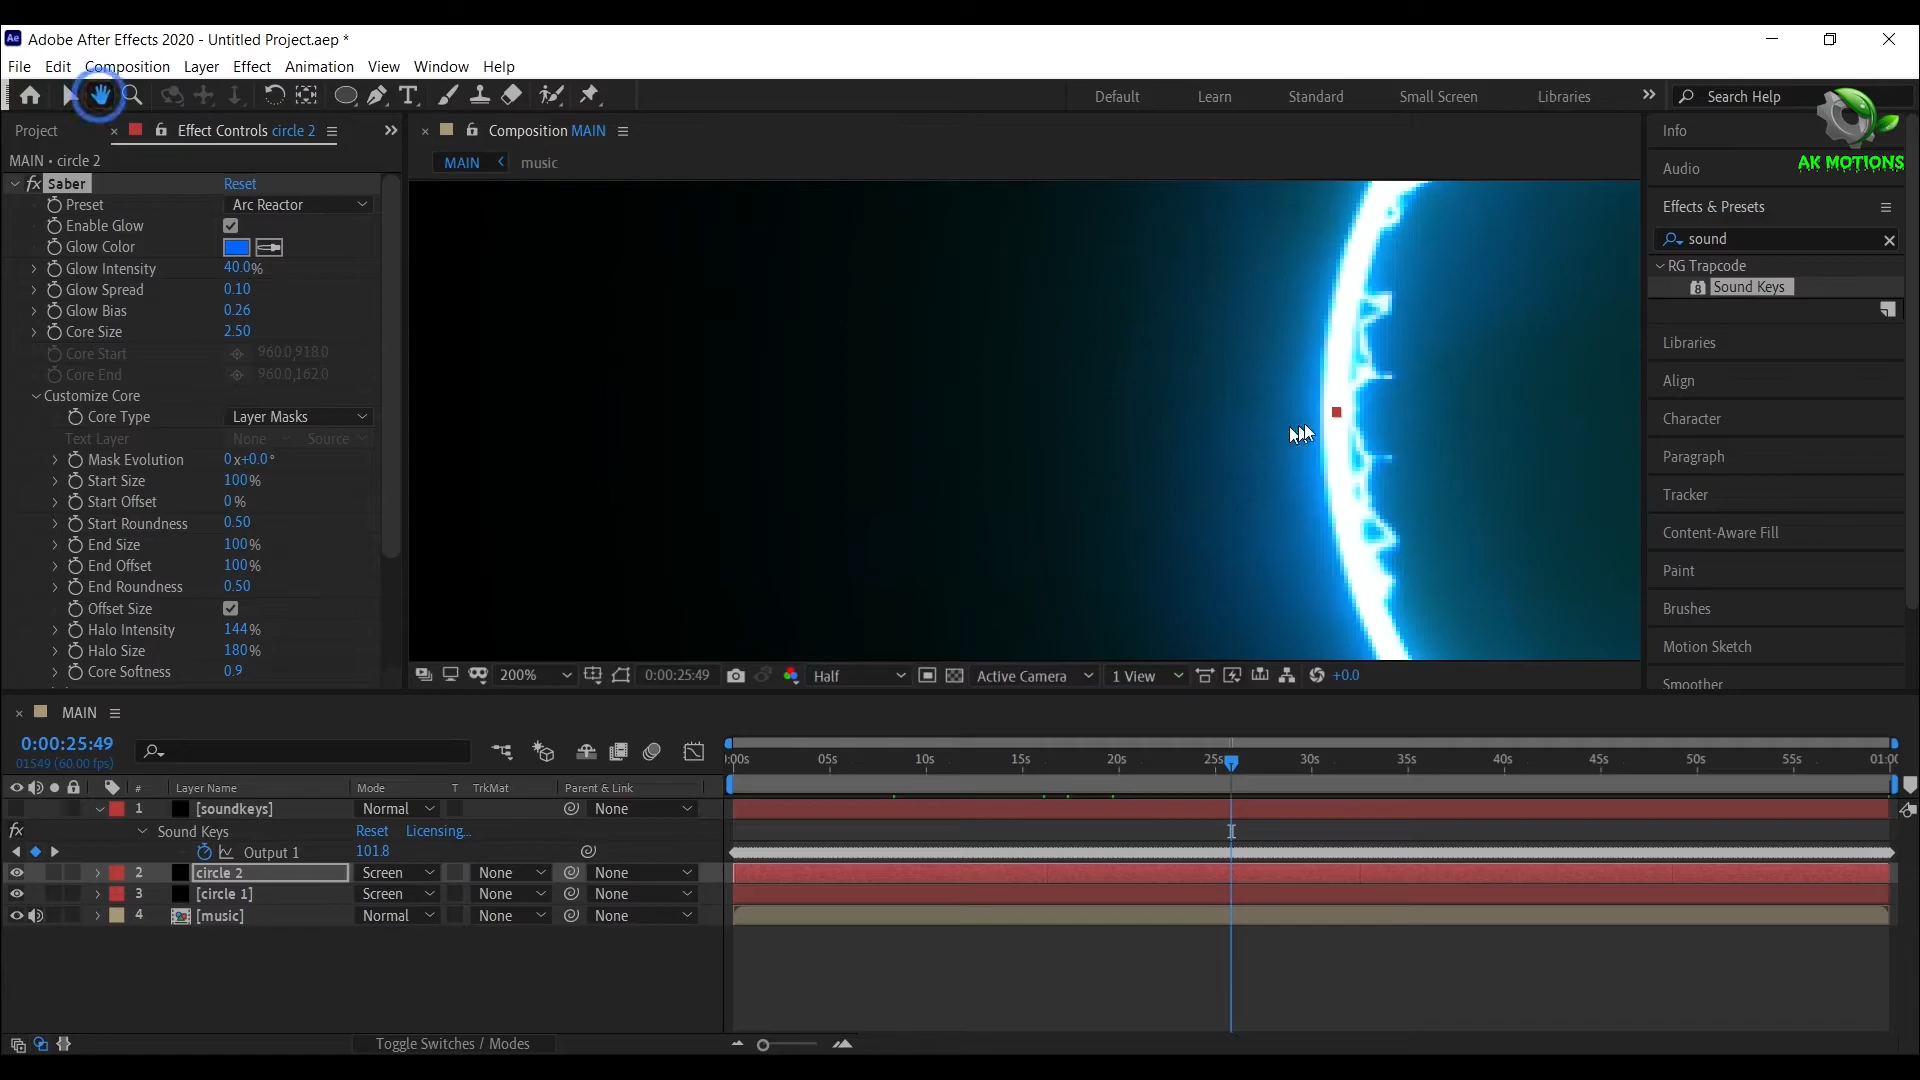 Adobe After Effects 2020 - Untitled Project.aep *
File Edit Composition Layer Effect Animation View Window Help
Default Learn Standard Small Screen Libraries Search Help
AK MOTIONS
Project Effect Controls circle 2
MAIN • circle 2
fx Saber Reset
Preset Arc Reactor
Enable Glow
Glow Color
Glow Intensity 40.0%
Glow Spread 0.10
Glow Bias 0.26
Core Size 2.50
Core Start 960.0,918.0
Core End 960.0,162.0
Customize Core
Core Type Layer Masks
Text Layer None Source
Mask Evolution 0x+0.0°
Start Size 100%
Start Offset 0%
Start Roundness 0.50
End Size 100%
End Offset 100%
End Roundness 0.50
Offset Size
Halo Intensity 144%
Halo Size 180%
Core Softness 0.9
Composition MAIN
MAIN music
200% 0:00:25:49 Half Active Camera 1 View +0.0
Info
Audio
Effects & Presets
sound
RG Trapcode
Sound Keys
Libraries
Align
Character
Paragraph
Tracker
Content-Aware Fill
Paint
Brushes
Motion Sketch
Smoother
MAIN
0:00:25:49
01549 (60.00 fps)
:00s 05s 10s 15s 20s 25s 30s 35s 40s 45s 50s 55s 01:00
# Layer Name Mode T TrkMat Parent & Link
1 [soundkeys] Normal None
fx Sound Keys Reset Licensing...
Output 1 101.8
2 circle 2 Screen None None
3 [circle 1] Screen None None
4 [music] Normal None None
Toggle Switches / Modes